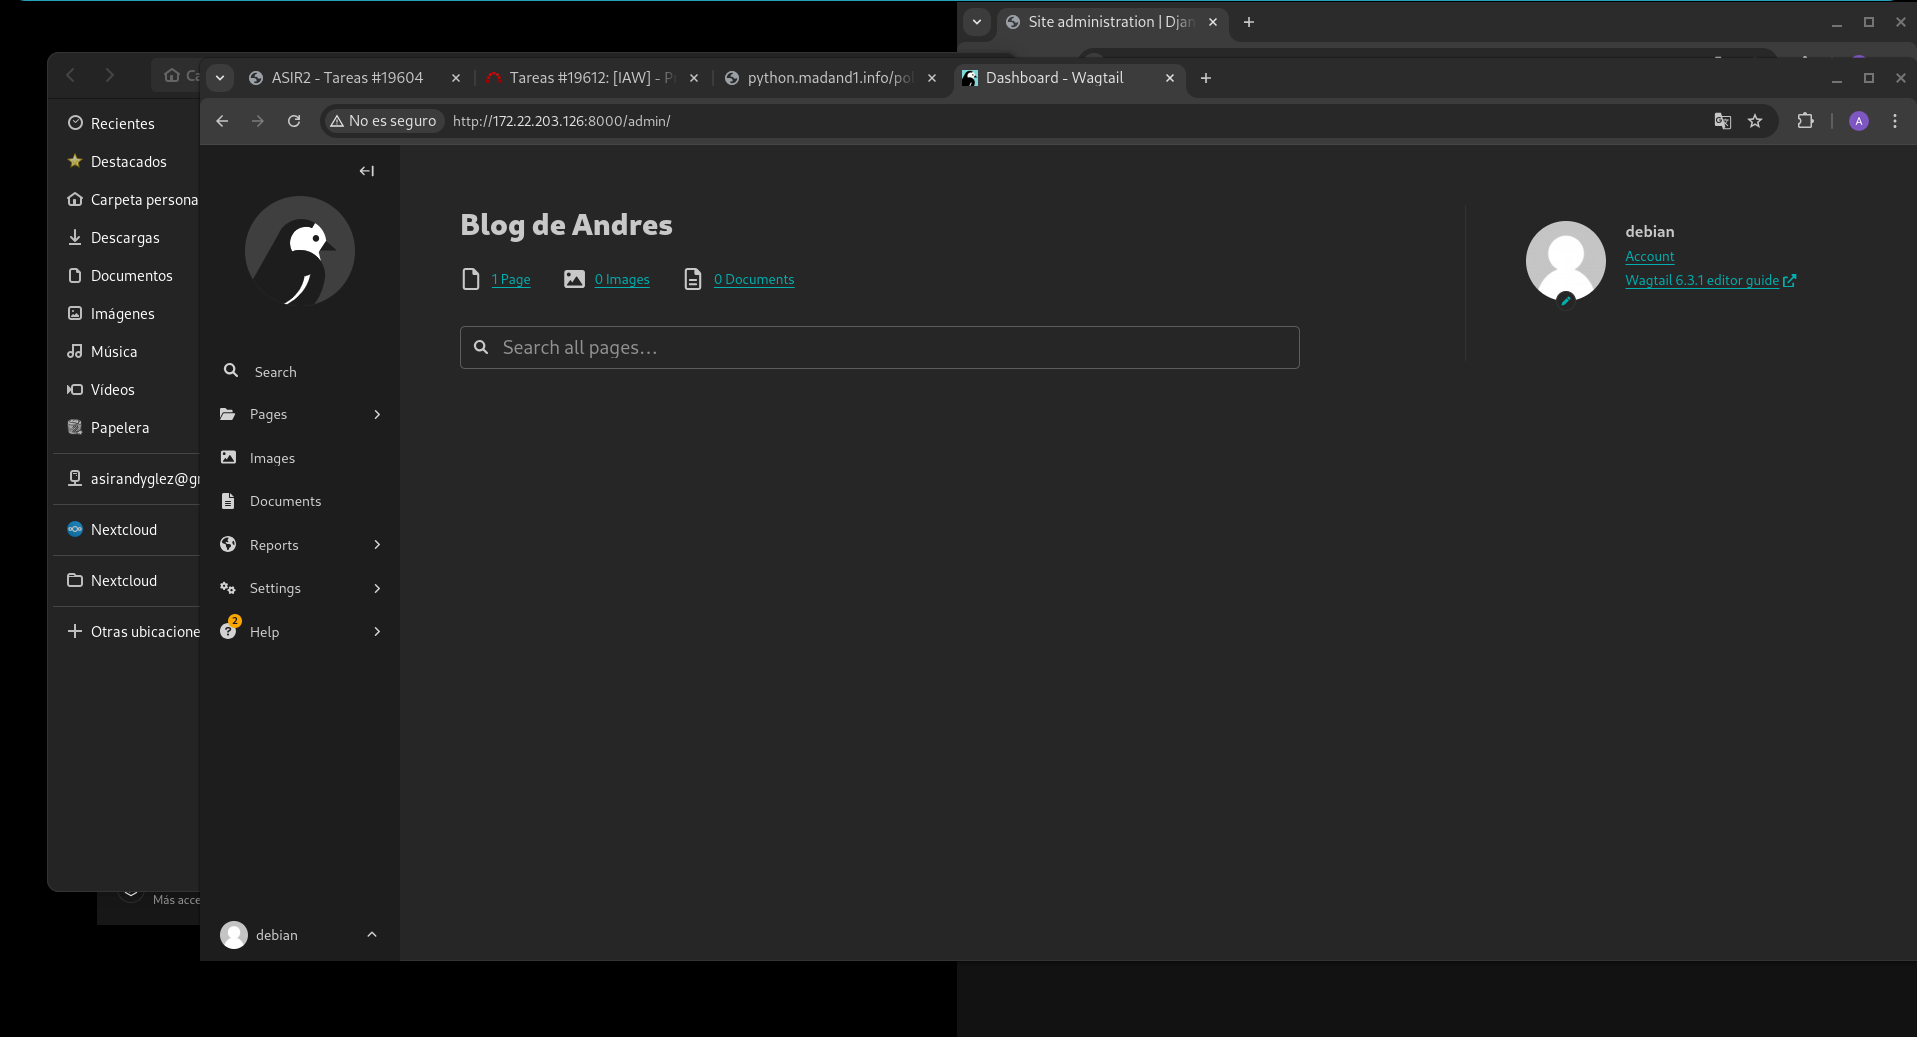 Site administration | Djan
ASIR2 - Tareas #19604
Tareas #19612: [IAW] - P
python.madand1.info/pol
Dashboard - Wagtail
No es seguro
http://172.22.203.126:8000/admin/
A
Ca
Recientes
Destacados
Carpeta persona
Descargas
Documentos
Imágenes
Música
Vídeos
Papelera
asirandyglez@g
Nextcloud
Nextcloud
Otras ubicacione
Más acce
Search
Pages
Images
Documents
Reports
Settings
2
Help
debian
Blog de Andres
1 Page
0 Images
0 Documents
Search all pages…
debian
Account
Wagtail 6.3.1 editor guide